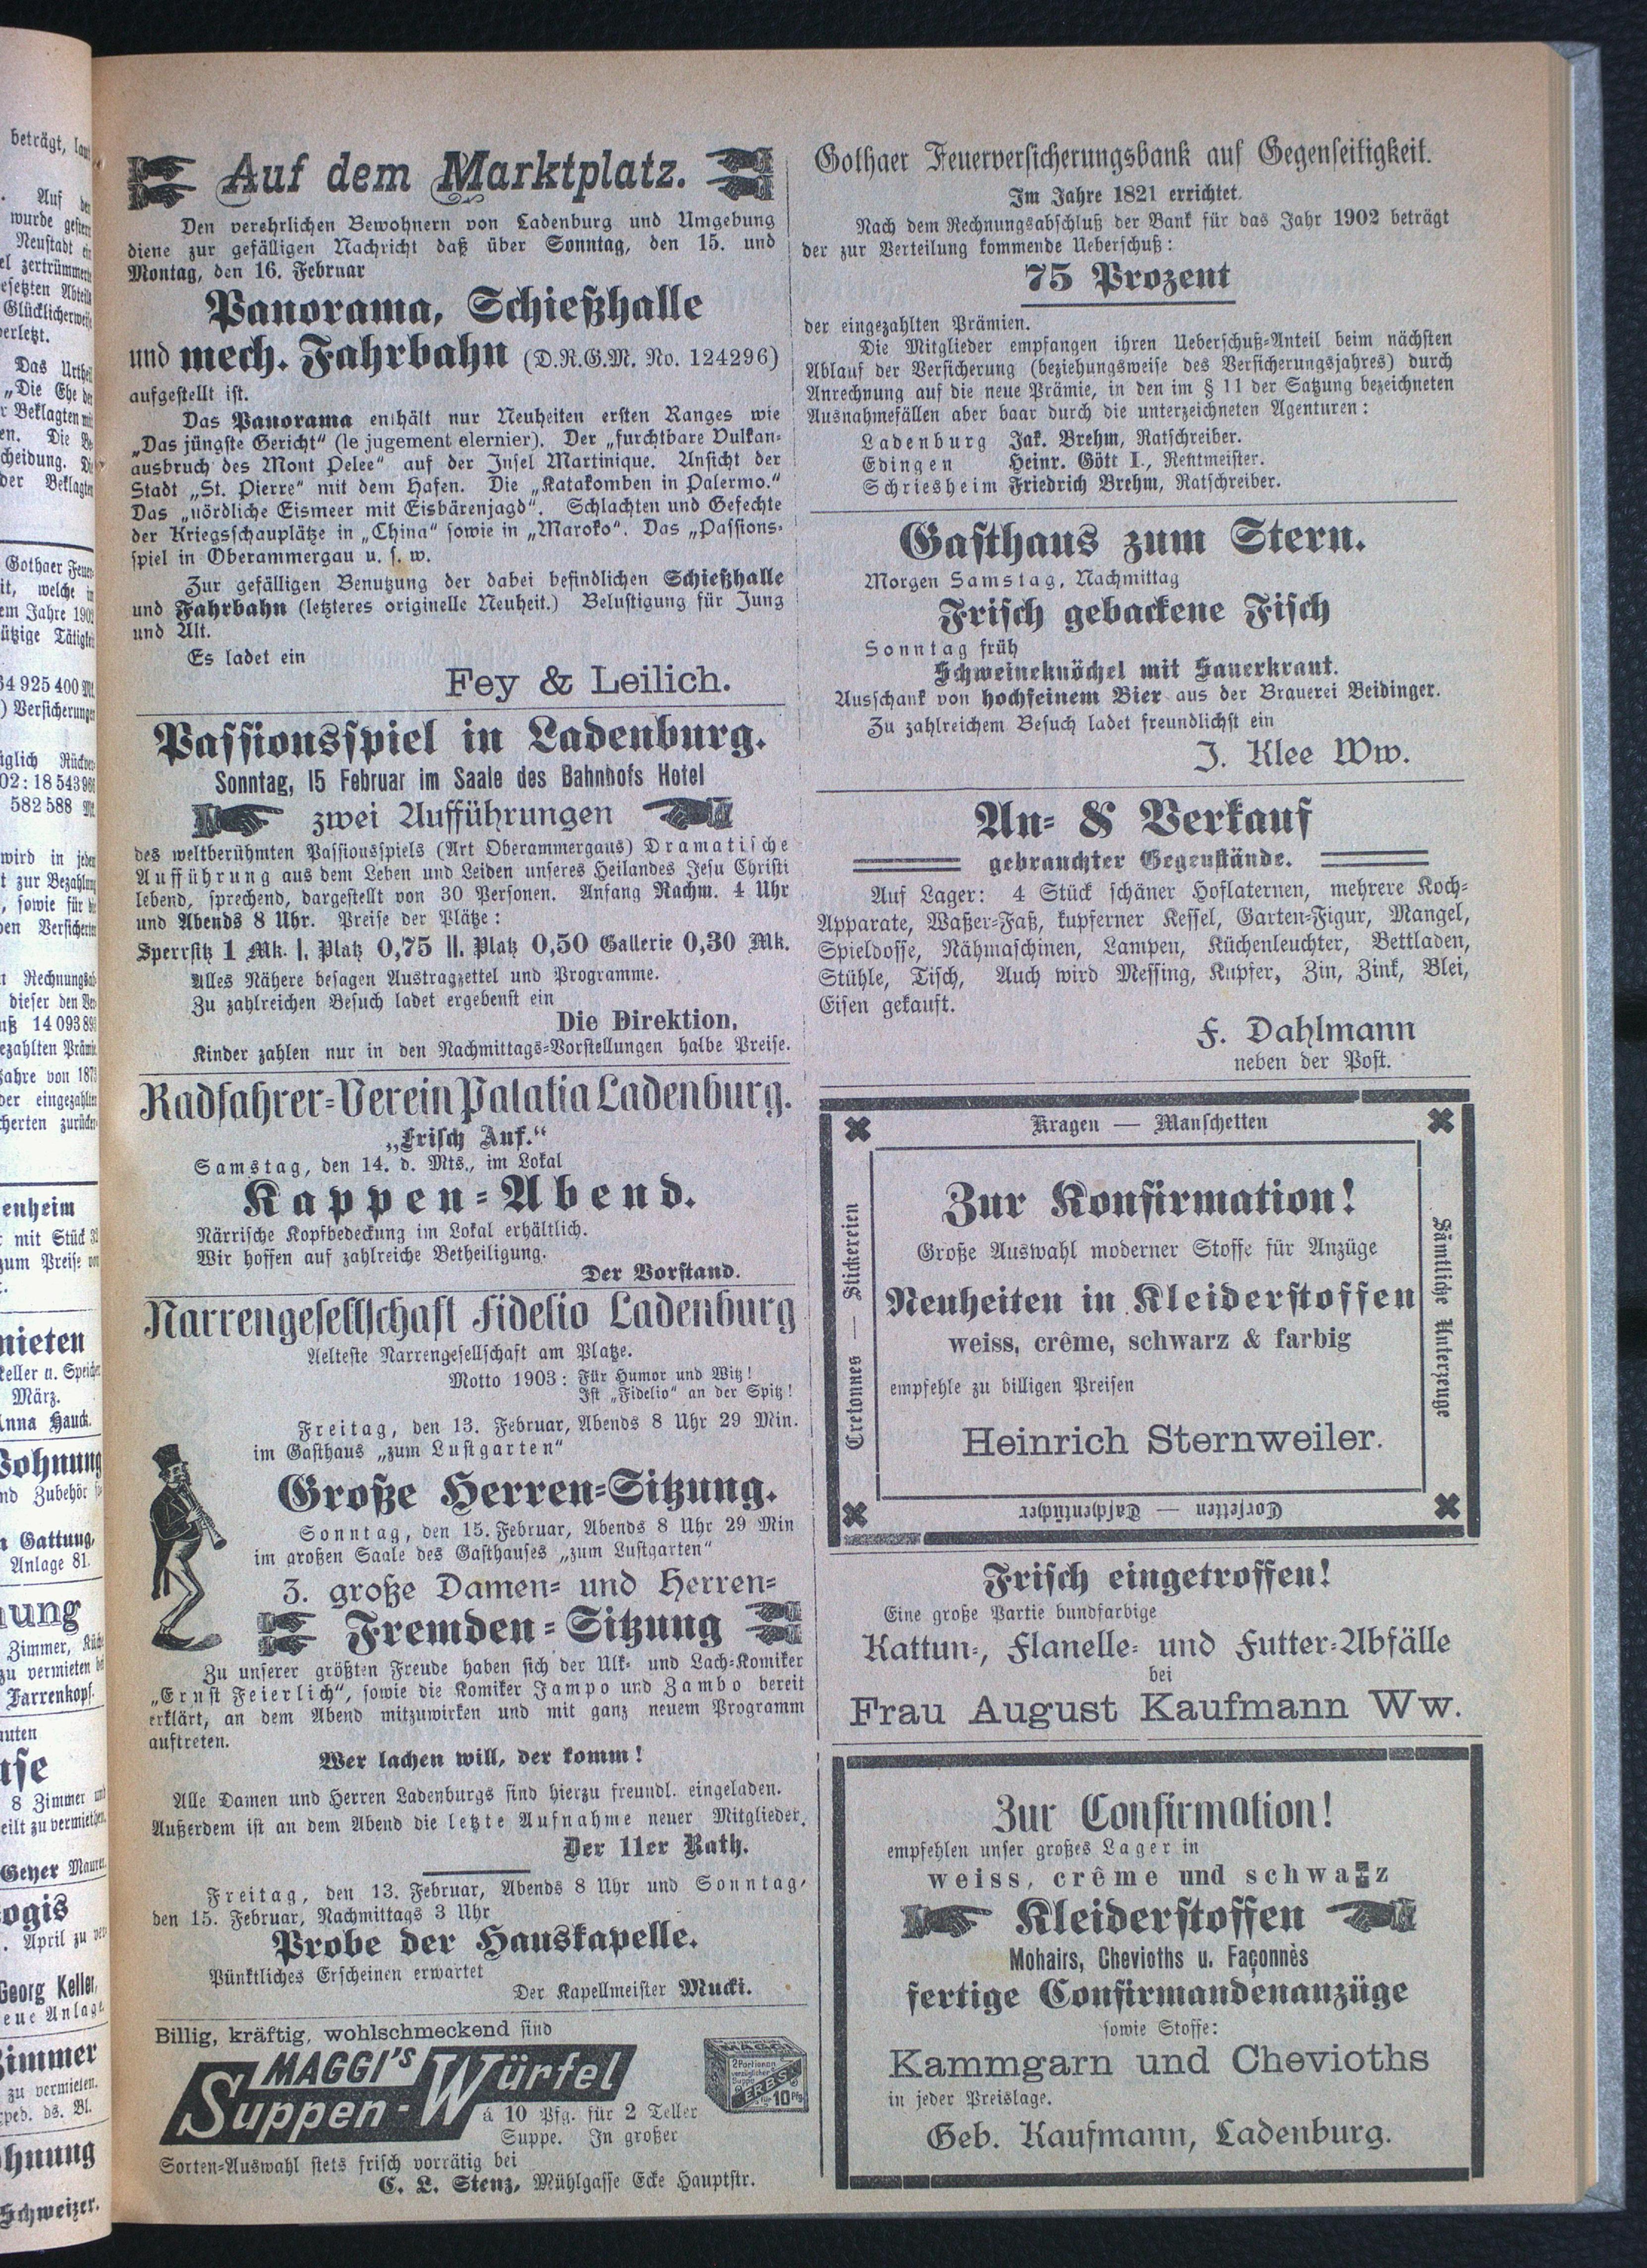 Auf dem Marktplatz.
Den verehrlichen Bewohnern von Ladenburg und Umgebung
diene zur gefälligen Nachricht daß über Sonntag, den 15. und
Montag, den 16. Februar
Panorama, Schießhalle
und mech. Fahrbahn (D.R.G.M. No. 124296)
aufgestellt ist.
Das Panorama enthält nur Neuheiten ersten Ranges wie
„Das jüngste Gericht“ (le jugement elernier). Der „furchtbare Vulkan-
ausbruch des Mont Pelee“ auf der Insel Martinique. Ansicht der
Stadt „St. Pierre“ mit dem Hafen. Die „Katakomben in Palermo.“
Das „nördliche Eismeer mit Eisbärenjagd“. Schlachten und Gefechte
der Kriegsschauplätze in „China“ sowie in „Maroko“. Das „Passions-
spiel in Oberammergau u. s. w.
Zur gefälligen Benutzung der dabei befindlichen Schießhalle
und Fahrbahn (letzteres originelle Neuheit.) Belustigung für Jung
und Alt.
Es ladet ein
Fey & Leilich.
Passionsspiel in Ladenburg.
Sonntag, 15 Februar im Saale des Bahnhofs Hotel
zwei Aufführungen
des weltberühmten Passionsspiels (Art Oberammergaus) Dramatische
Aufführung aus dem Leben und Leiden unseres Heilandes Jesu Christi
lebend, sprechend, dargestellt von 30 Personen. Anfang Nachm. 4 Uhr
und Abends 8 Uhr. Preise der Plätze:
Sperrsitz 1 Mk. I. Platz 0,75 II. Platz 0,50 Gallerie 0,30 Mk.
Alles Nähere besagen Austragzettel und Programme.
Zu zahlreichen Besuch ladet ergebenst ein
Die Direktion,
Kinder zahlen nur in den Nachmittags-Vorstellungen halbe Preise.
Radfahrer-Verein Palatia Ladenburg.
„Frisch Auf.“
Samstag, den 14. d. Mts., im Lokal
Kappen-Abend.
Närrische Kopfbedeckung im Lokal erhältlich.
Wir hoffen auf zahlreiche Betheiligung.
Der Vorstand.
Narrengesellschaft Fidelio Ladenburg
Aelteste Narrengesellschaft am Platze.
Motto 1903: Für Humor und Witz!
Ist „Fidelio“ an der Spitz!
Freitag, den 13. Februar, Abends 8 Uhr 29 Min.
im Gasthaus „zum Lustgarten“
Große Herren-Sitzung.
Sonntag, den 15. Februar, Abends 8 Uhr 29 Min
im großen Saale des Gasthauses „zum Lustgarten“
3. große Damen- und Herren-
Fremden-Sitzung
Zu unserer größten Freude haben sich der Ulk- und Lach-Komiker
„Ernst Feierlich“, sowie die Komiker Jampo und Zambo bereit
erklärt, an dem Abend mitzuwirken und mit ganz neuem Programm
auftreten.
Wer lachen will, der komm!
Alle Damen und Herren Ladenburgs sind hierzu freundl. eingeladen.
Außerdem ist an dem Abend die letzte Aufnahme neuer Mitglieder.
Der 11er Rath.
Freitag, den 13. Februar, Abends 8 Uhr und Sonntag,
den 15. Februar, Nachmittags 3 Uhr
Probe der Hauskapelle.
Pünktliches Erscheinen erwartet
Der Kapellmeister Mucki.
Billig, kräftig, wohlschmeckend sind
MAGGI'S
Suppen-Würfel
2 Portionen
vorzüglicher
Suppe
ERBS
für 10 Pfg.
á 10 Pfg. für 2 Teller
Suppe. In großer
Sorten-Auswahl stets frisch vorrätig bei
C. L. Stenz, Mühlgasse Ecke Hauptstr.
Gothaer Feuerversicherungsbank auf Gegenseitigkeit.
Im Jahre 1821 errichtet.
Nach dem Rechnungsabschluß der Bank für das Jahr 1902 beträgt
der zur Verteilung kommende Ueberschuß:
75 Prozent
der eingezahlten Prämien.
Die Mitglieder empfangen ihren Ueberschuß-Anteil beim nächsten
Ablauf der Versicherung (beziehungsweise des Versicherungsjahres) durch
Anrechnung auf die neue Prämie, in den im § 11 der Satzung bezeichneten
Ausnahmefällen aber baar durch die unterzeichneten Agenturen:
Ladenburg Jak. Brehm, Ratschreiber.
Edingen Heinr. Gött I., Rentmeister.
Schriesheim Friedrich Brehm, Ratschreiber.
Gasthaus zum Stern.
Morgen Samstag, Nachmittag
Frisch gebackene Fisch
Sonntag früh
Schweineknöchel mit Sauerkraut.
Ausschank von hochfeinem Bier aus der Brauerei Beidinger.
Zu zahlreichem Besuch ladet freundlichst ein
J. Klee Ww.
An- & Verkauf
gebrauchter Gegenstände.
Auf Lager: 4 Stück schäner Hoflaternen, mehrere Koch-
Apparate, Waßer-Faß, kupferner Kessel, Garten-Figur, Mangel,
Spieldosse, Nähmaschinen, Lampen, Küchenleuchter, Bettladen,
Stühle, Tisch, Auch wird Messing, Kupfer, Zin, Zink, Blei,
Eisen gekauft.
F. Dahlmann
neben der Post.
Kragen — Manschetten
Cretonnes — Stickereien
Zur Konfirmation!
Große Auswahl moderner Stoffe für Anzüge
Neuheiten in Kleiderstoffen
weiss, crême, schwarz & farbig
empfehle zu billigen Preisen
Heinrich Sternweiler.
Sämtliche Unterzeuge
Corsetten — Taschentücher
Frisch eingetroffen!
Eine große Partie bundfarbige
Kattun-, Flanelle- und Futter-Abfälle
bei
Frau August Kaufmann Ww.
Zur Confirmation!
empfehlen unser großes Lager in
weiss, crême und schwarz
Kleiderstoffen
Mohairs, Chevioths u. Façonnès
fertige Confirmandenanzüge
sowie Stoffe:
Kammgarn und Chevioths
in jeder Preislage.
Geb. Kaufmann, Ladenburg.